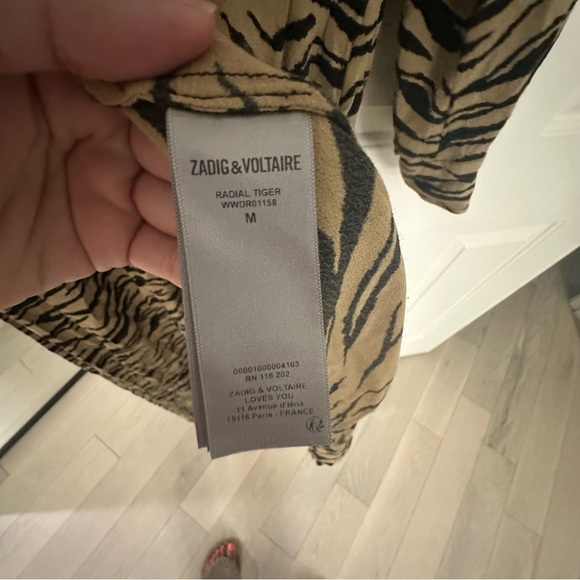 ZADIG & VOLTAIRE
RADIAL TIGER
WWDR01158
M
00001000004103
RN 116 202
ZADIG & VOLTAIRE
LOVES YOU
11 Avenue d'Iéna
75116 Paris - FRANCE